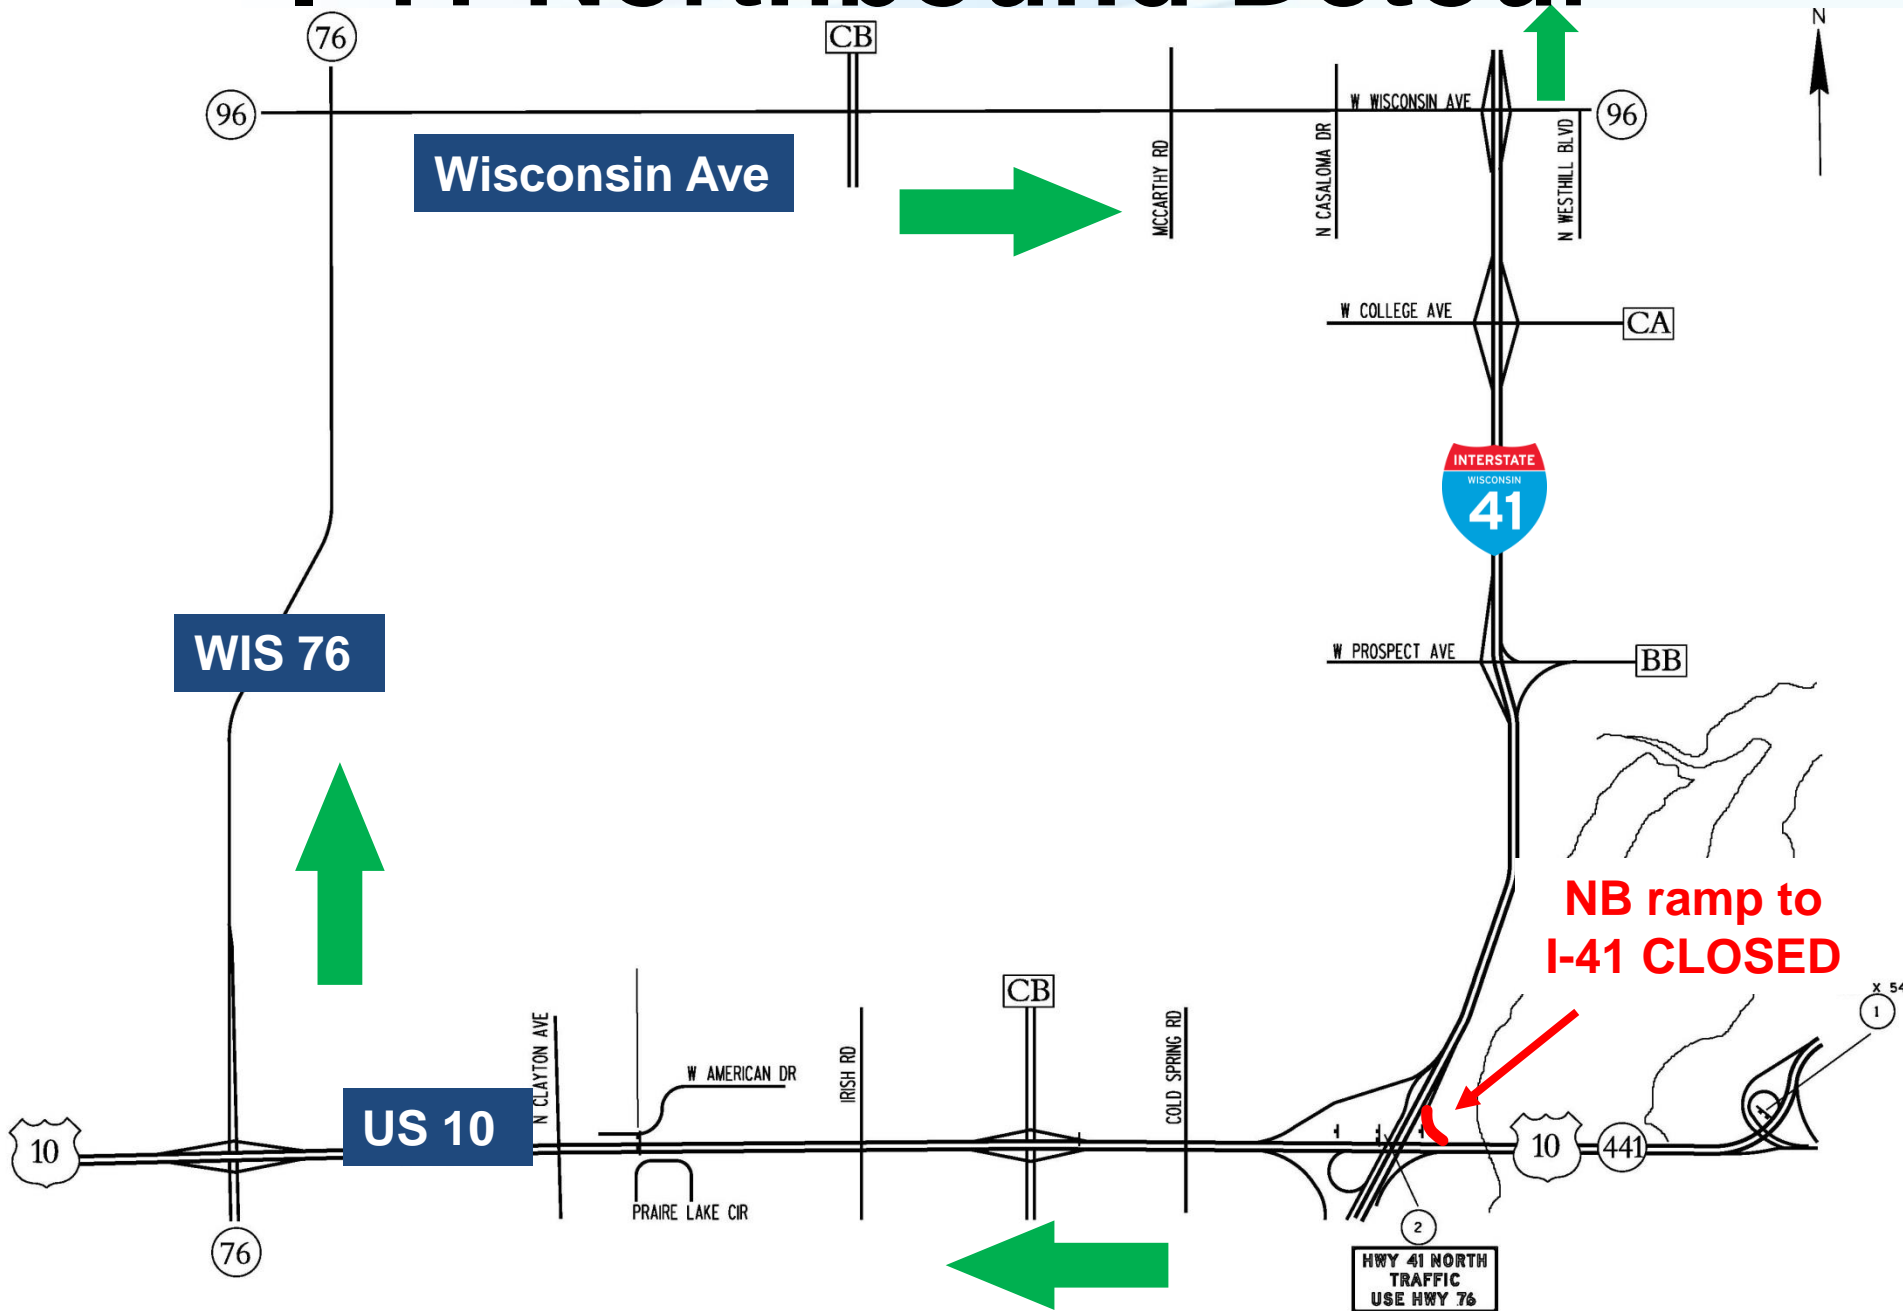 Northbound Detour
76
CB
N
96
W WISCONSIN AVE
96
Wisconsin Ave
MCCARTHY RD
N CASALOMA DR
N WESTHILL BLVD
W COLLEGE AVE
CA
INTERSTATE
WISCONSIN
41
WIS 76
W PROSPECT AVE
BB
NB ramp to
I-41 CLOSED
X 54
1
CB
N CLAYTON AVE
W AMERICAN DR
IRISH RD
COLD SPRING RD
US 10
10
10
441
PRAIRE LAKE CIR
76
2
HWY 41 NORTH
TRAFFIC
USE HWY 76